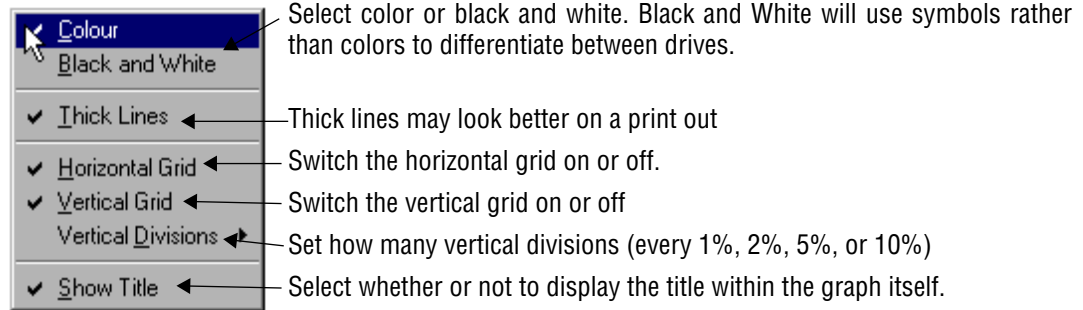 Colour
Black and White
Thick Lines
Horizontal Grid
Vertical Grid
Vertical Divisions
Show Title
Select color or black and white. Black and White will use symbols rather
than colors to differentiate between drives.
Thick lines may look better on a print out
Switch the horizontal grid on or off.
Switch the vertical grid on or off
Set how many vertical divisions (every 1%, 2%, 5%, or 10%)
Select whether or not to display the title within the graph itself.